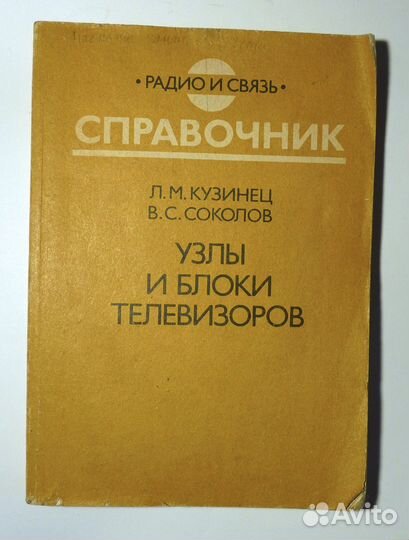 • РАДИО И СВЯЗЬ •
СПРАВОЧНИК
Л. М. КУЗИНЕЦ
В. С. СОКОЛОВ
УЗЛЫ
И БЛОКИ
ТЕЛЕВИЗОРОВ
Avito